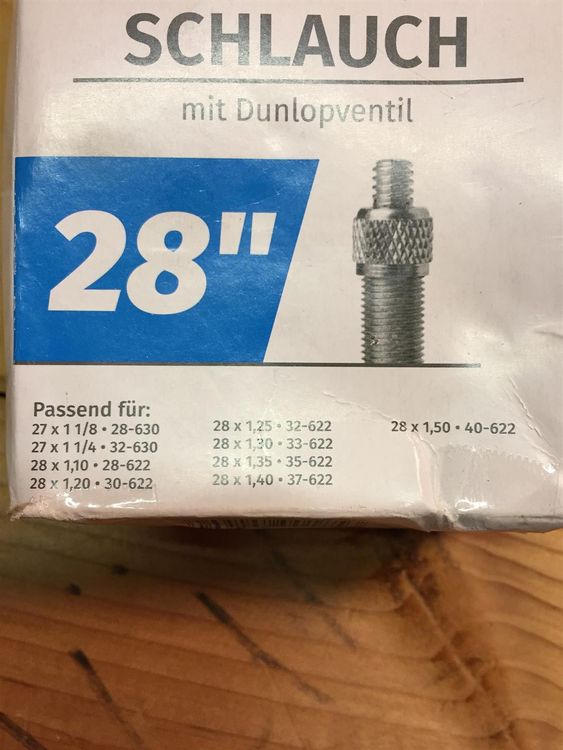 SCHLAUCH
mit Dunlopventil
28"
Passend für:
27 x 1 1/8 • 28-630
27 x 1 1/4 • 32-630
28 x 1,10 • 28-622
28 x 1,20 • 30-622
28 x 1,25 • 32-622
28 x 1,30 • 33-622
28 x 1,35 • 35-622
28 x 1,40 • 37-622
28 x 1,50 • 40-622